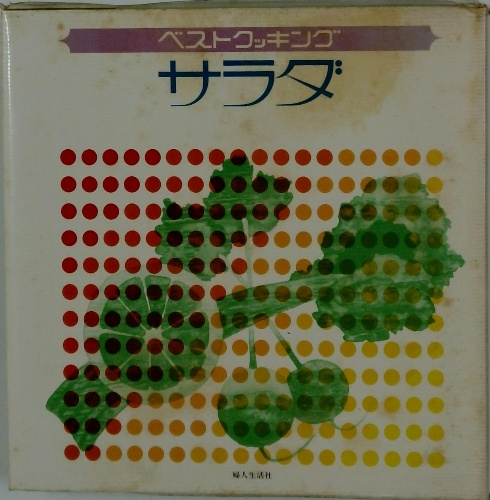 ベストクッキング
サラダ
婦人生活社